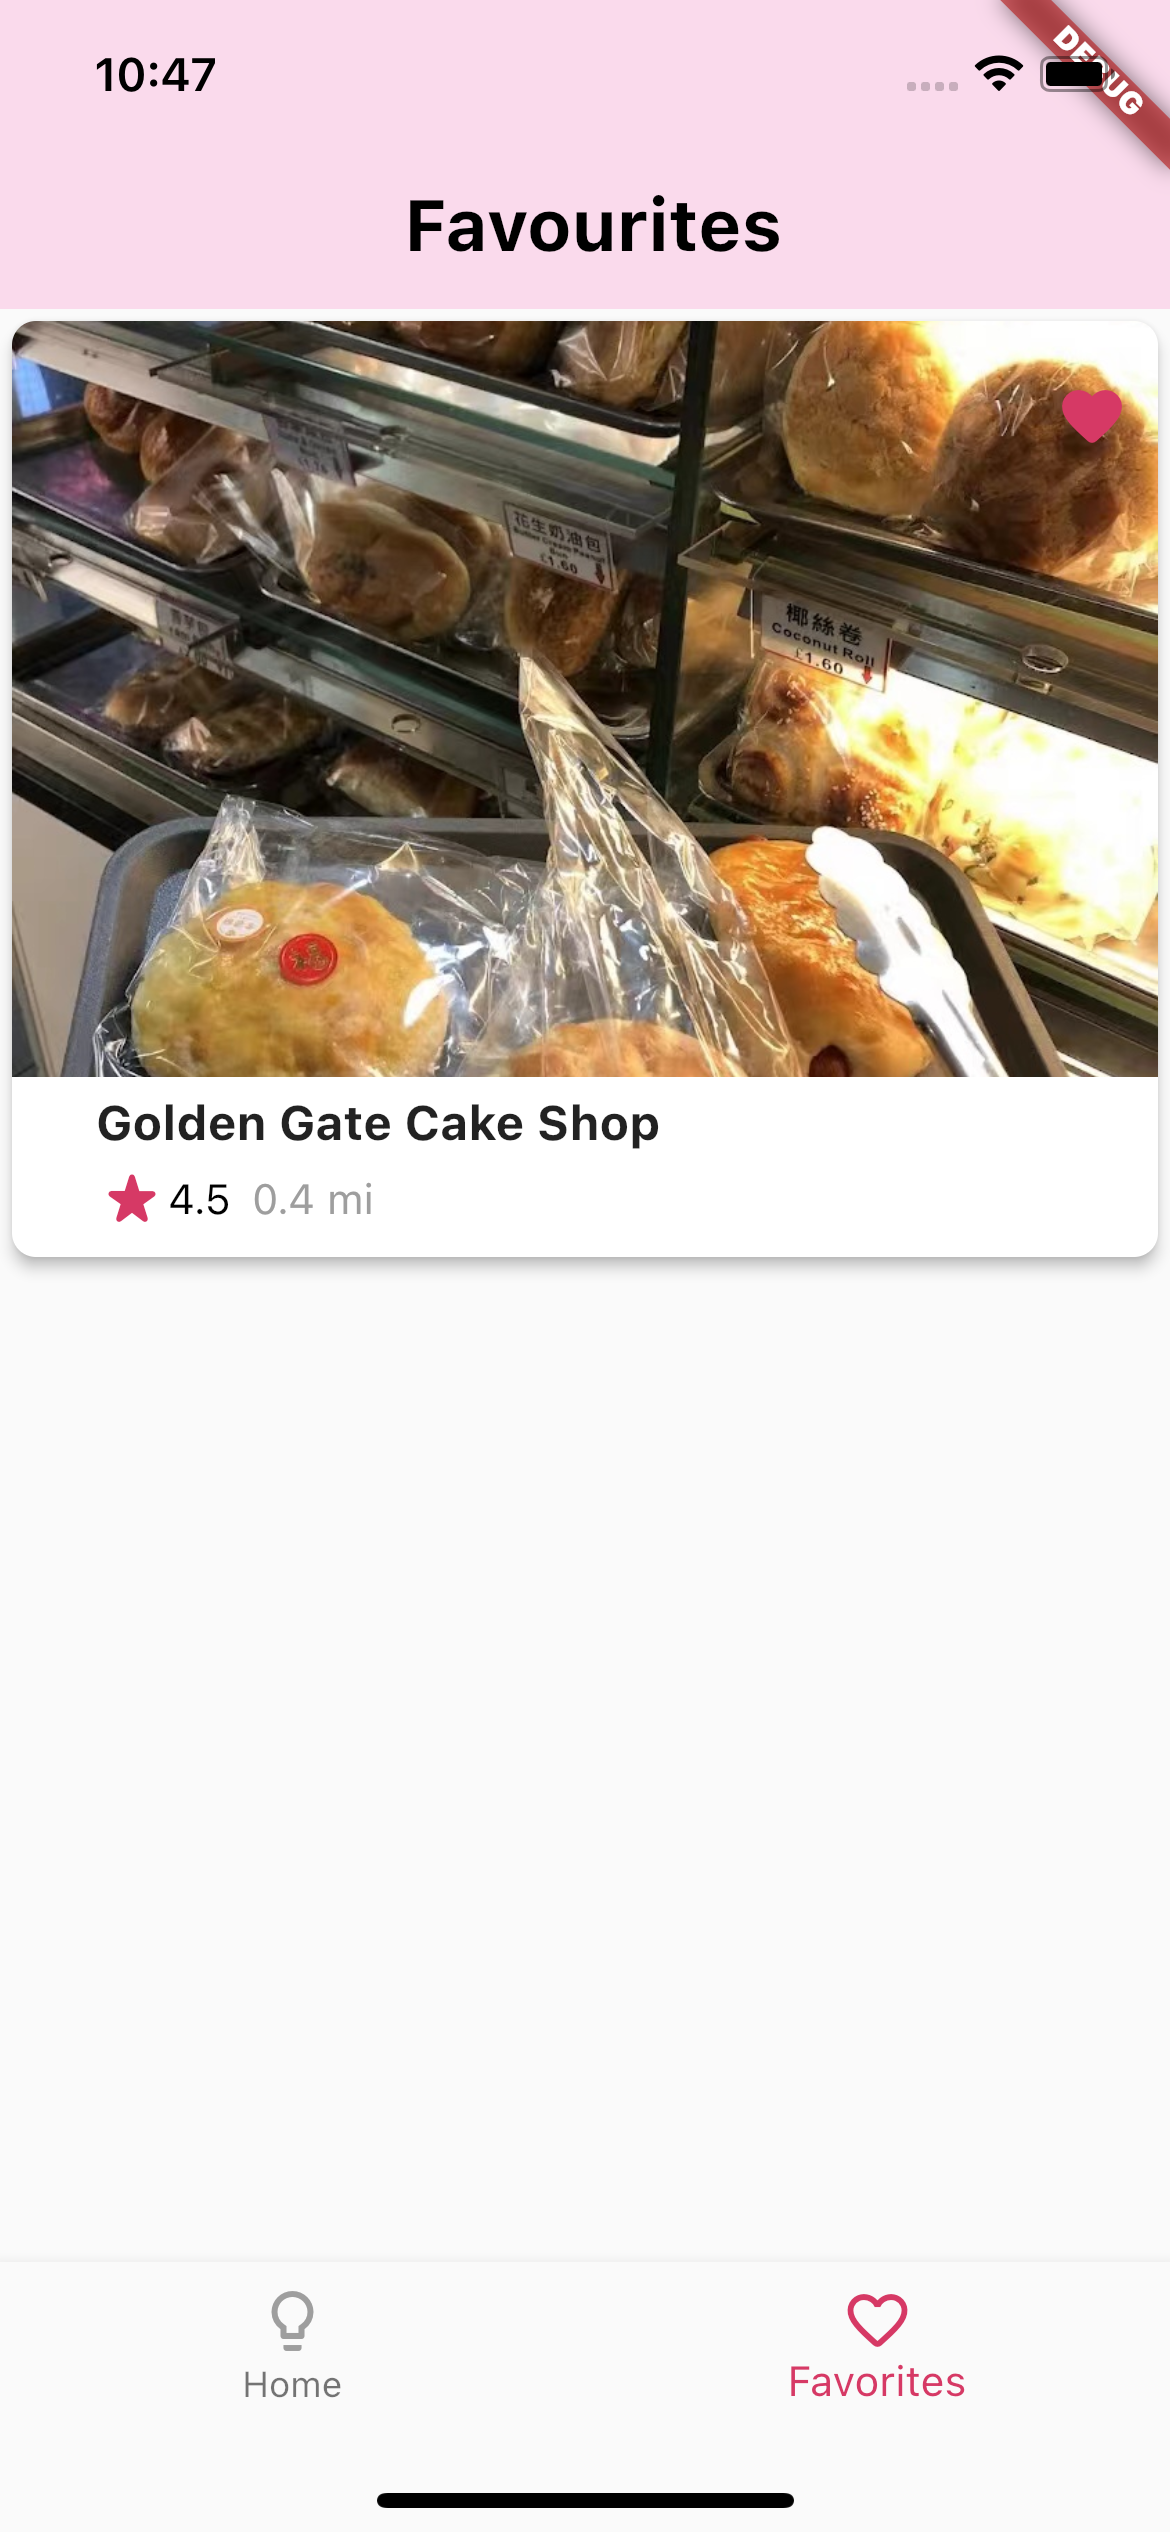 10:47
DEBUG
Favourites
花生奶油包
Butter Cream Peanut
Bun
£1.60
椰絲卷
Coconut Roll
£1.60
Golden Gate Cake Shop
4.5 0.4 mi
Home
Favorites